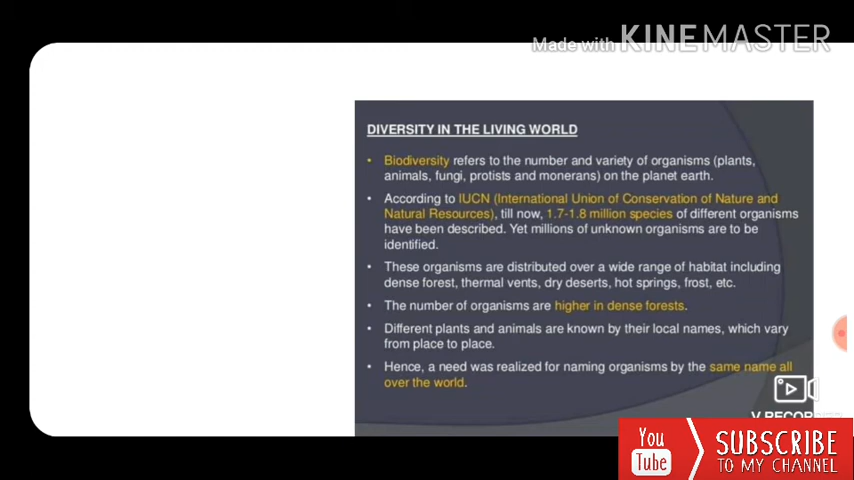 Made with KINEMASTER
DIVERSITY IN THE LIVING WORLD
• Biodiversity refers to the number and variety of organisms (plants,
animals, fungi, protists and monerans) on the planet earth.
• According to IUCN (International Union of Conservation of Nature and
Natural Resources), till now, 1.7-1.8 million species of different organisms
have been described. Yet millions of unknown organisms are to be
identified.
• These organisms are distributed over a wide range of habitat including
dense forest, thermal vents, dry deserts, hot springs, frost, etc.
• The number of organisms are higher in dense forests.
• Different plants and animals are known by their local names, which vary
from place to place.
• Hence, a need was realized for naming organisms by the same name all
over the world.
You
Tube
SUBSCRIBE
TO MY CHANNEL